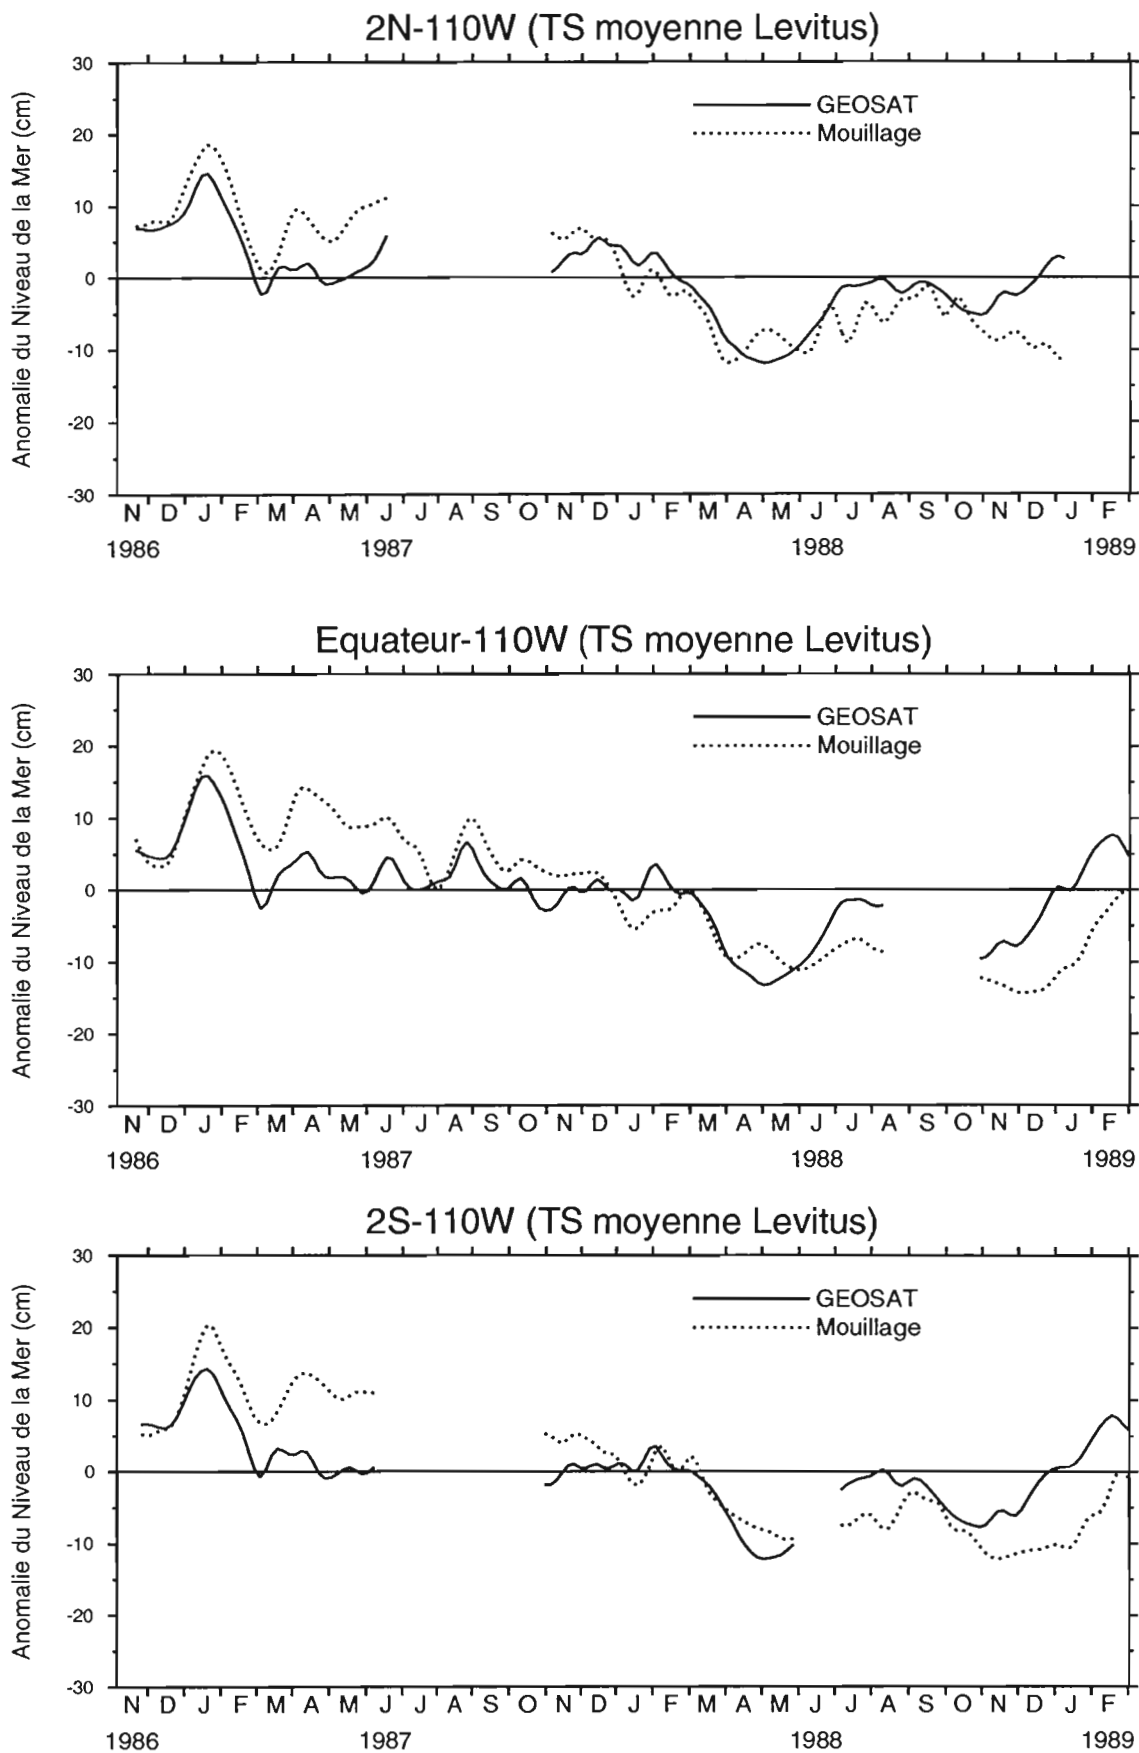 2N-110W (TS moyenne Levitus)
Anomalie du Niveau de la Mer (cm)
30
20
10
0
-10
-20
-30
GEOSAT
Mouillage
N D J F M A M J J A S O N D J F M A M J J A S O N D J F
1986 1987 1988 1989
Equateur-110W (TS moyenne Levitus)
Anomalie du Niveau de la Mer (cm)
30
20
10
0
-10
-20
-30
GEOSAT
Mouillage
N D J F M A M J J A S O N D J F M A M J J A S O N D J F
1986 1987 1988 1989
2S-110W (TS moyenne Levitus)
Anomalie du Niveau de la Mer (cm)
30
20
10
0
-10
-20
-30
GEOSAT
Mouillage
N D J F M A M J J A S O N D J F M A M J J A S O N D J F
1986 1987 1988 1989